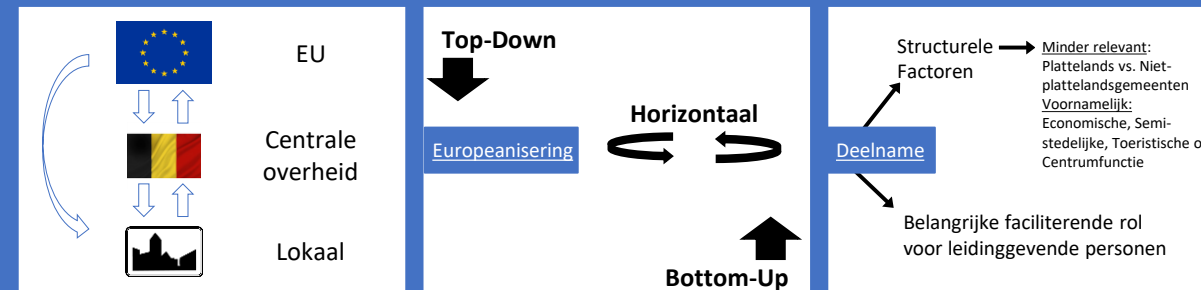 EU
Centrale
overheid
Lokaal
Top-Down
Europeanisering
Horizontaal
Bottom-Up
Deelname
Structurele
Factoren
Minder relevant:
Plattelands vs. Niet-
plattelandsgemeenten
Voornamelijk:
Economische, Semi-
stedelijke, Toeristische o
Centrumfunctie
Belangrijke faciliterende rol
voor leidinggevende personen